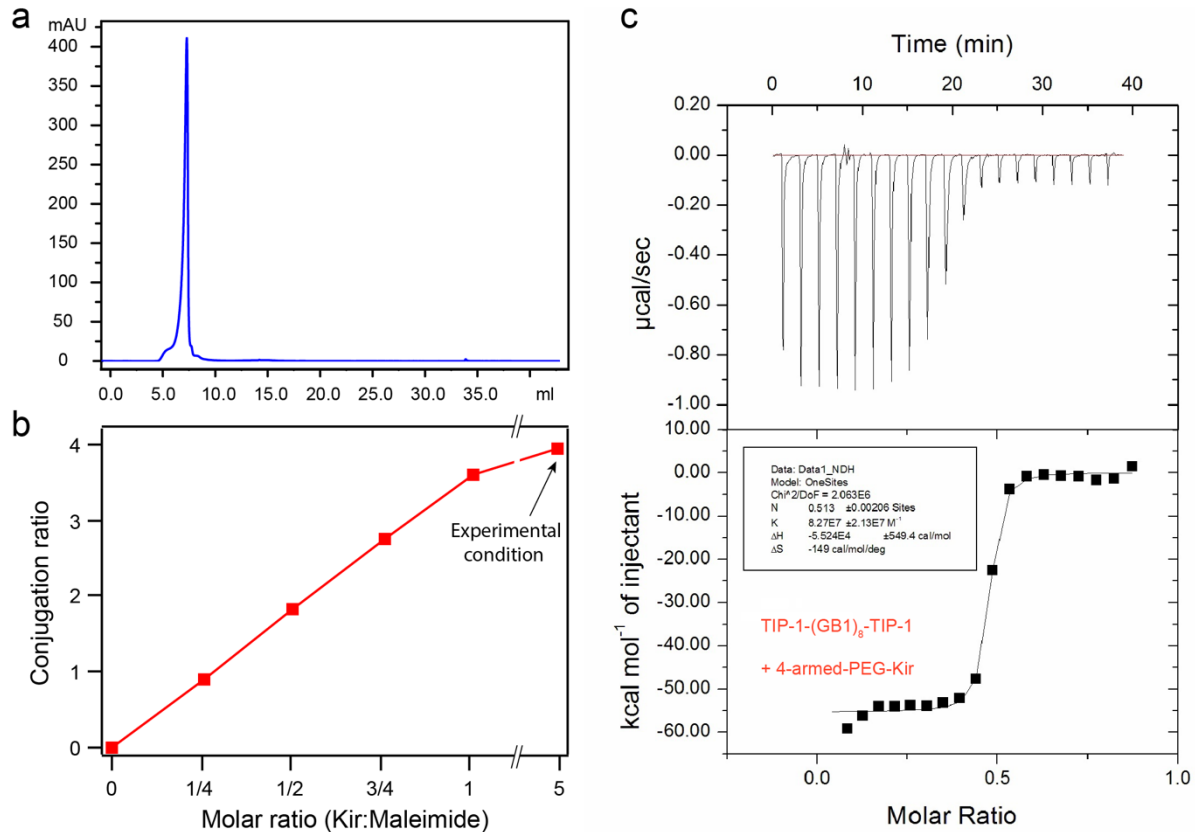 a
mAU
400
350
300
250
200
150
100
50
0
0.0 5.0 10.0 15.0 20.0 25.0 30.0 35.0 ml
b
Conjugation ratio
4
3
2
1
0
Experimental
condition
0 1/4 1/2 3/4 1 5
Molar ratio (Kir:Maleimide)
c
Time (min)
0 10 20 30 40
0.20
0.00
-0.20
-0.40
-0.60
-0.80
-1.00
µcal/sec
10.00
0.00
-10.00
-20.00
-30.00
-40.00
-50.00
-60.00
kcal mol⁻¹ of injectant
Data: Data1_NDH
Model: OneSites
Chi^2/DoF = 2.063E6
N 0.513 ±0.00206 Sites
K 8.27E7 ±2.13E7 M⁻¹
ΔH -5.524E4 ±549.4 cal/mol
ΔS -149 cal/mol/deg
TIP-1-(GB1)₈-TIP-1
+ 4-armed-PEG-Kir
0.0 0.5 1.0
Molar Ratio